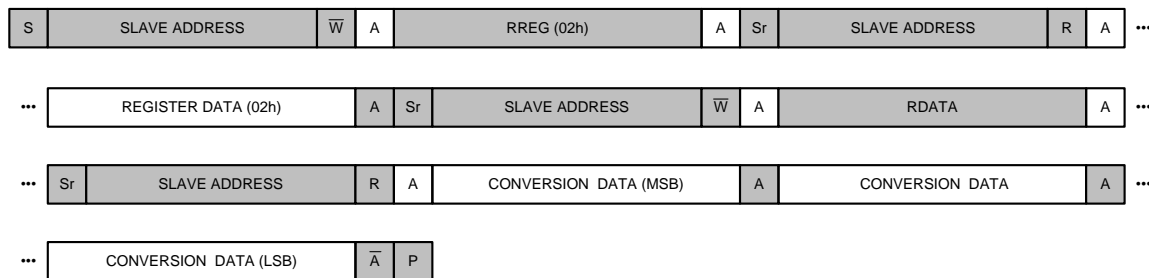 S SLAVE ADDRESS W̅ A RREG (02h) A Sr SLAVE ADDRESS R A •••
••• REGISTER DATA (02h) A Sr SLAVE ADDRESS W̅ A RDATA A •••
••• Sr SLAVE ADDRESS R A CONVERSION DATA (MSB) A CONVERSION DATA A •••
••• CONVERSION DATA (LSB) A̅ P